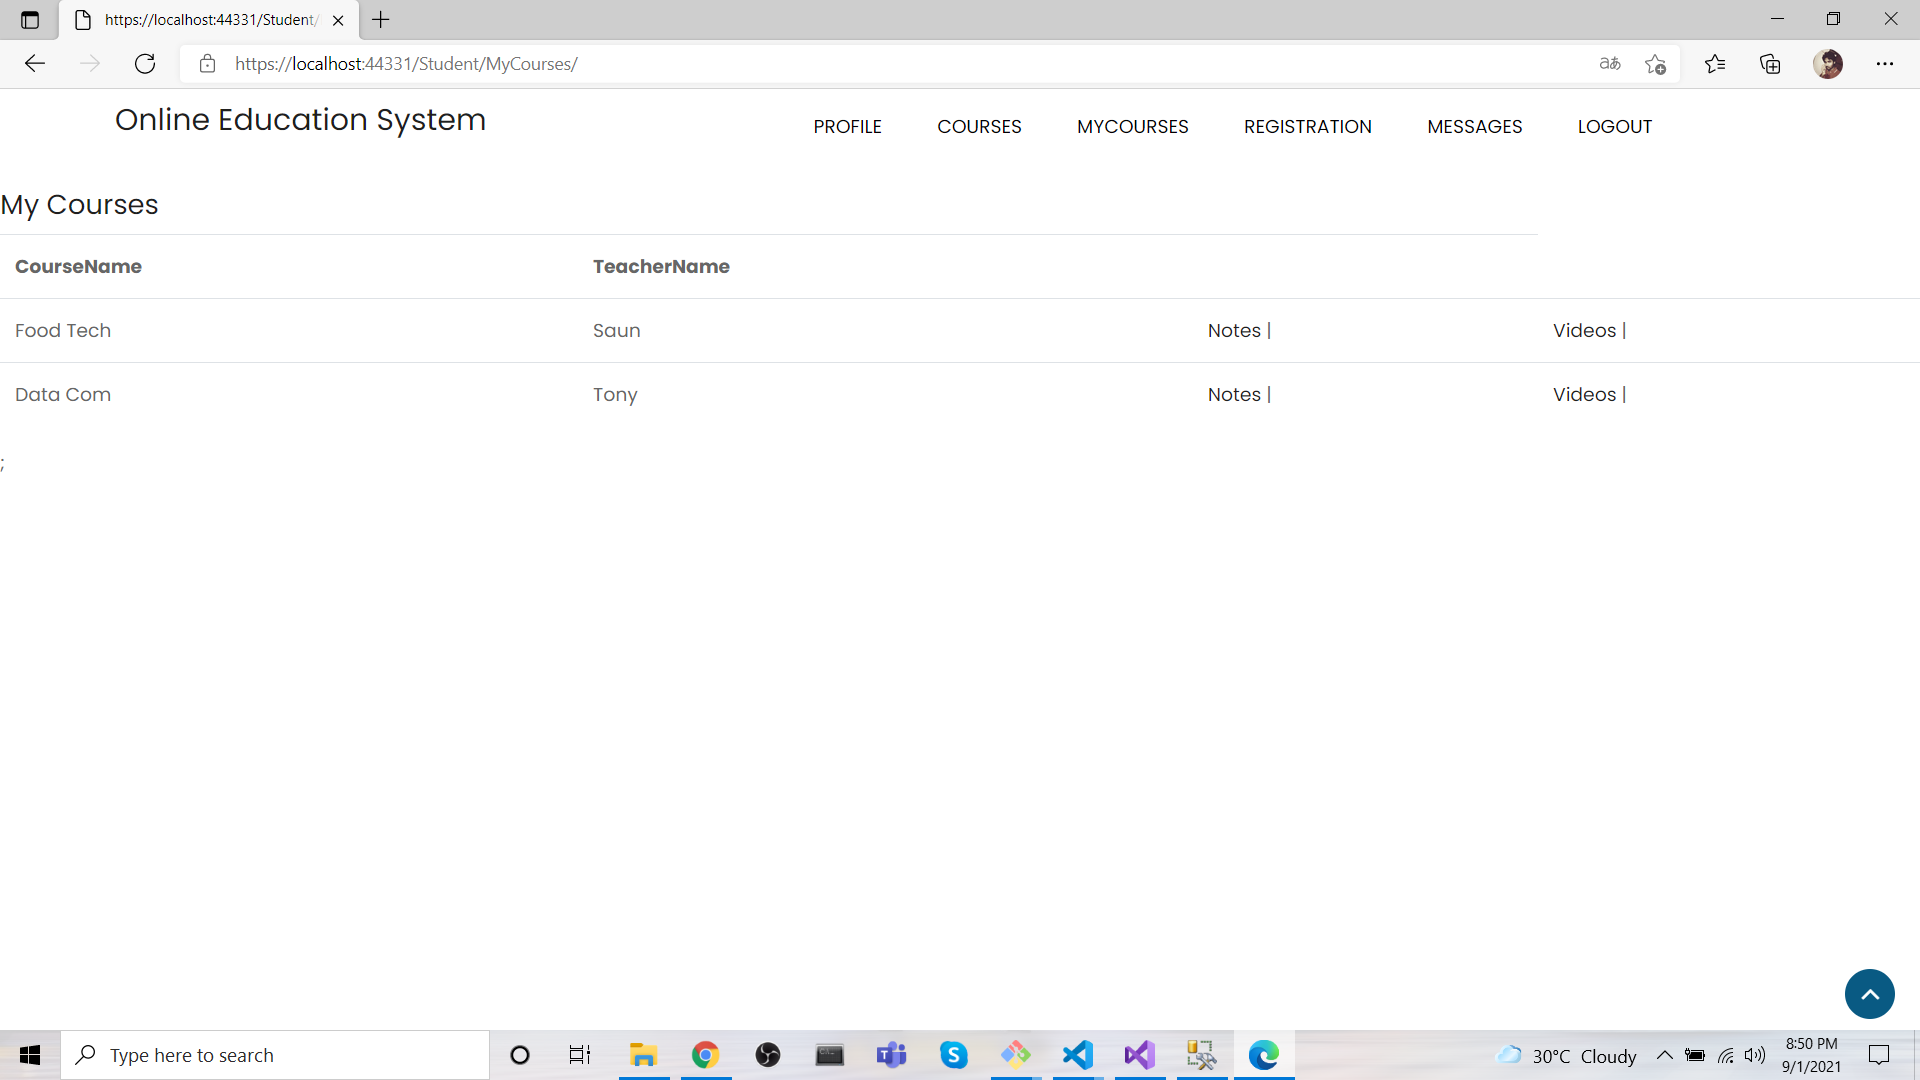 https://localhost:44331/Student/
https://localhost:44331/Student/MyCourses/
Online Education System
PROFILE COURSES MYCOURSES REGISTRATION MESSAGES LOGOUT
My Courses
CourseName TeacherName
Food Tech Saun Notes | Videos |
Data Com Tony Notes | Videos |
;
Type here to search
30°C Cloudy
8:50 PM
9/1/2021